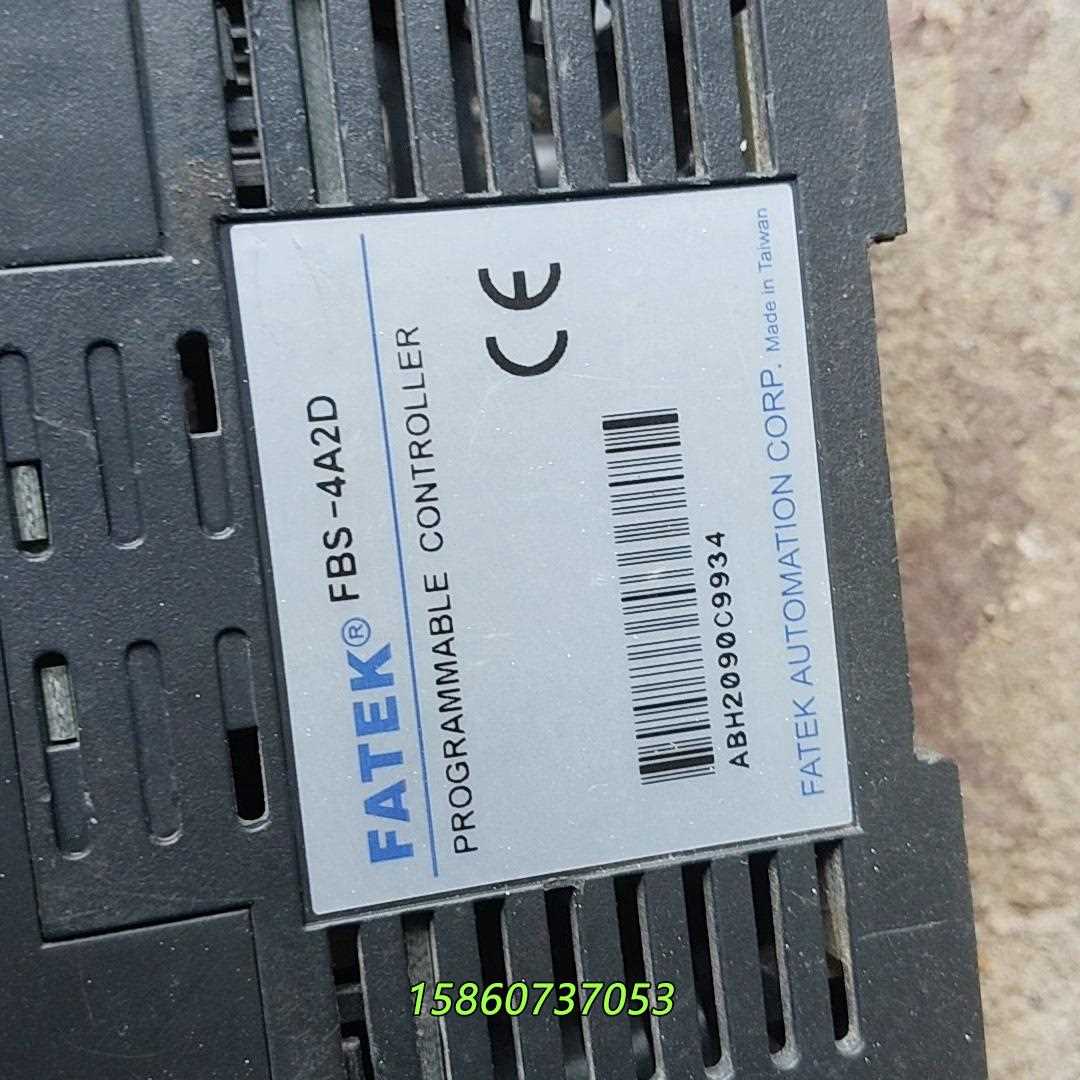 FATEK® FBS-4A2D
PROGRAMMABLE CONTROLLER
CE
ABH2090C9934
FATEK AUTOMATION CORP. Made in Taiwan
15860737053